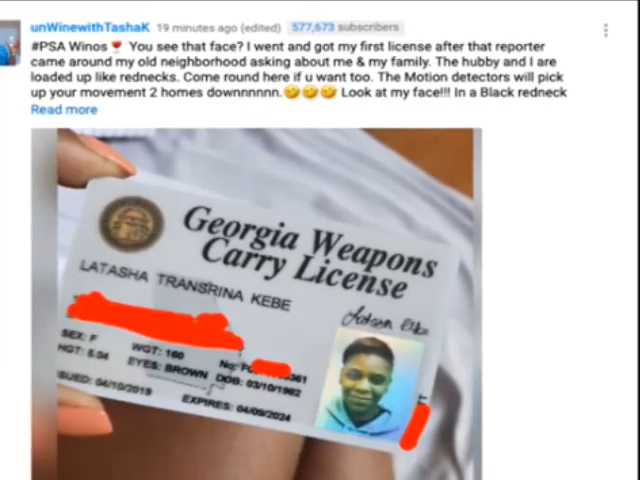 unWinewithTashaK 19 minutes ago (edited) 577,673 subscribers
#PSA Winos🍷 You see that face? I went and got my first license after that reporter
came around my old neighborhood asking about me & my family. The hubby and I are
loaded up like rednecks. Come round here if u want too. The Motion detectors will pick
up your movement 2 homes downnnnnn.🤣🤣🤣 Look at my face!!! In a Black redneck
Read more
Georgia Weapons
Carry License
LATASHA TRANSRINA KEBE
SEX: F WGT: 160
HGT: 5.04 EYES: BROWN DOB: 03/10/1982
ISSUED: 04/10/2019 EXPIRES: 04/09/2024